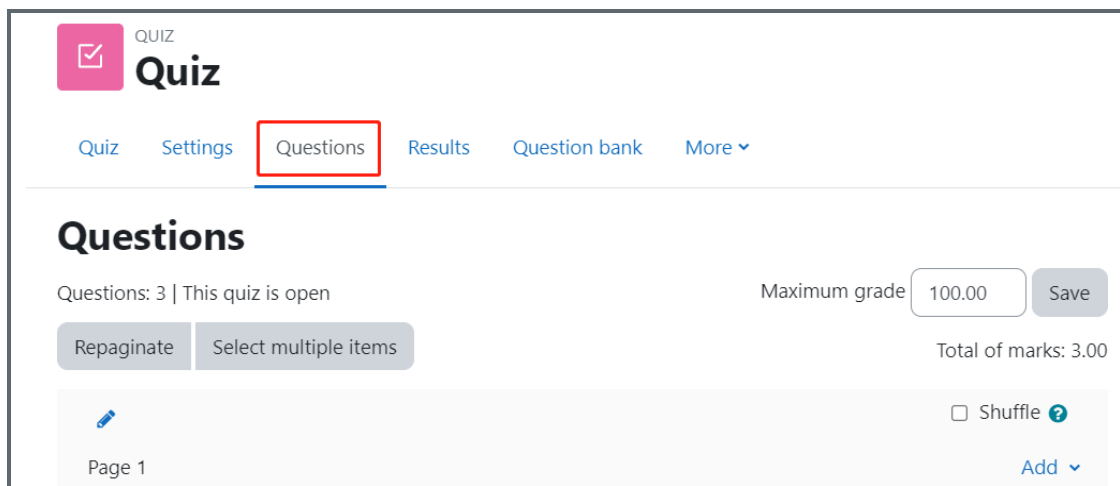 QUIZ
Quiz
Quiz Settings Questions Results Question bank More
Questions
Questions: 3 | This quiz is open
Maximum grade 100.00 Save
Repaginate Select multiple items
Total of marks: 3.00
Shuffle ?
Page 1
Add